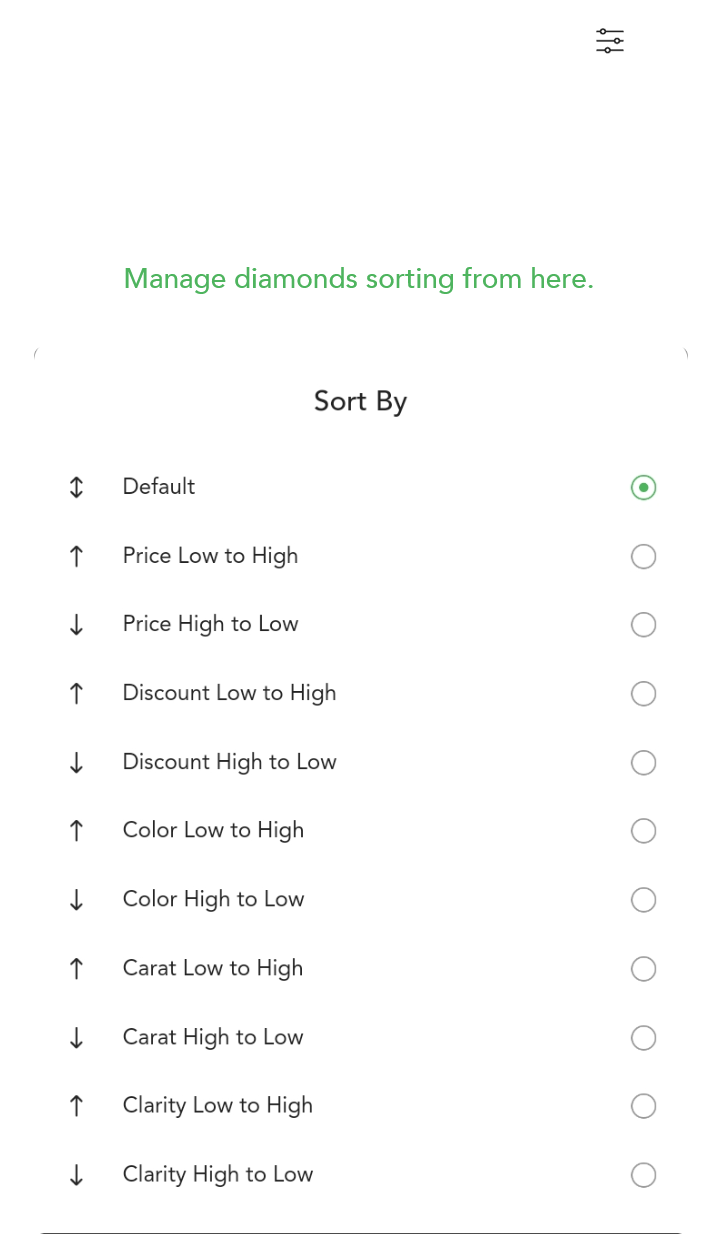 Manage diamonds sorting from here.
Sort By
Default
Price Low to High
Price High to Low
Discount Low to High
Discount High to Low
Color Low to High
Color High to Low
Carat Low to High
Carat High to Low
Clarity Low to High
Clarity High to Low